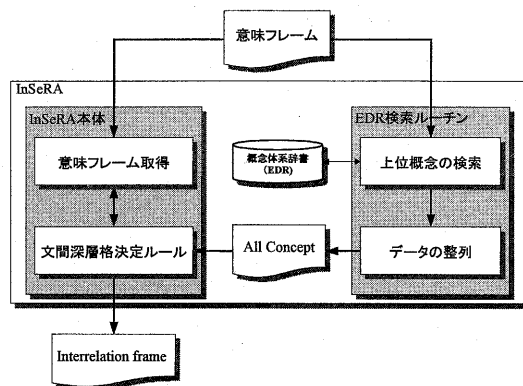 意味フレーム
InSeRA
InSeRA本体
EDR検索ルーチン
意味フレーム取得
概念体系辞書
(EDR)
上位概念の検索
文間深層格決定ルール
All Concept
データの整列
Interrelation frame